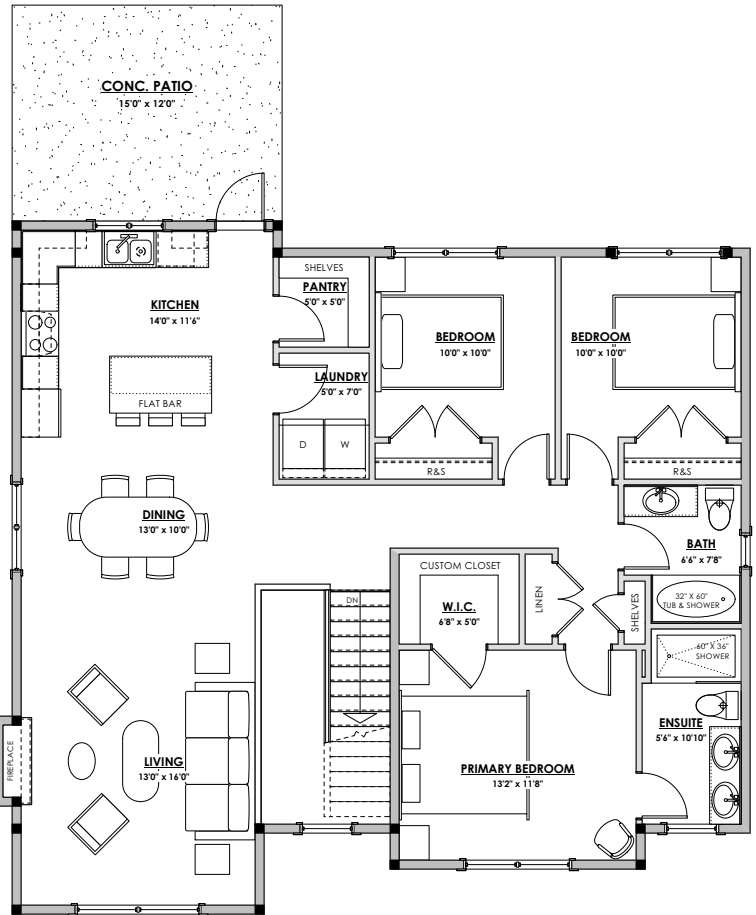 CONC. PATIO
15'0" x 12'0"
SHELVES
PANTRY
5'0" x 5'0"
KITCHEN
14'0" x 11'6"
BEDROOM
10'0" x 10'0"
BEDROOM
10'0" x 10'0"
LAUNDRY
5'0" x 7'0"
FLAT BAR
D
W
R&S
R&S
DINING
13'0" x 10'0"
BATH
6'6" x 7'8"
CUSTOM CLOSET
W.I.C.
6'8" x 5'0"
LINEN
SHELVES
32" X 60"
TUB & SHOWER
DN
60" X 36"
SHOWER
ENSUITE
5'6" x 10'10"
FIREPLACE
LIVING
13'0" x 16'0"
PRIMARY BEDROOM
13'2" x 11'8"